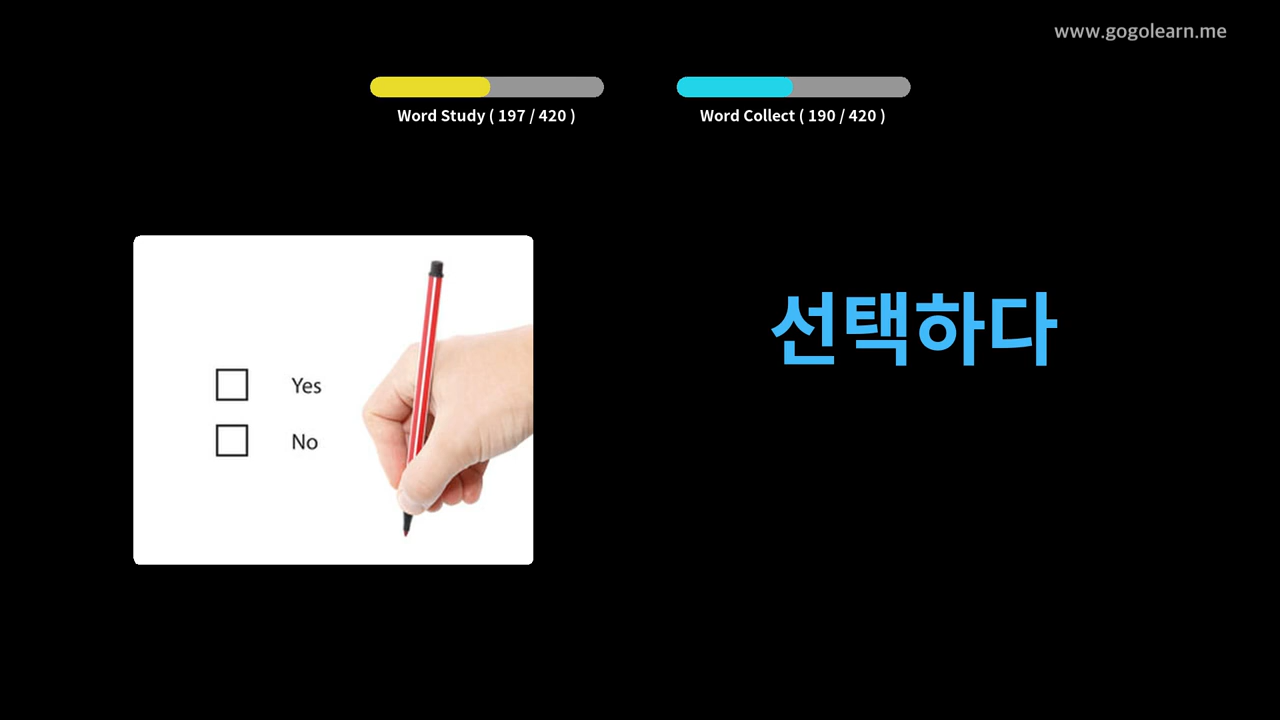 www.gogolearn.me
Word Study ( 197 / 420 )
Word Collect ( 190 / 420 )
선택하다
Yes
No